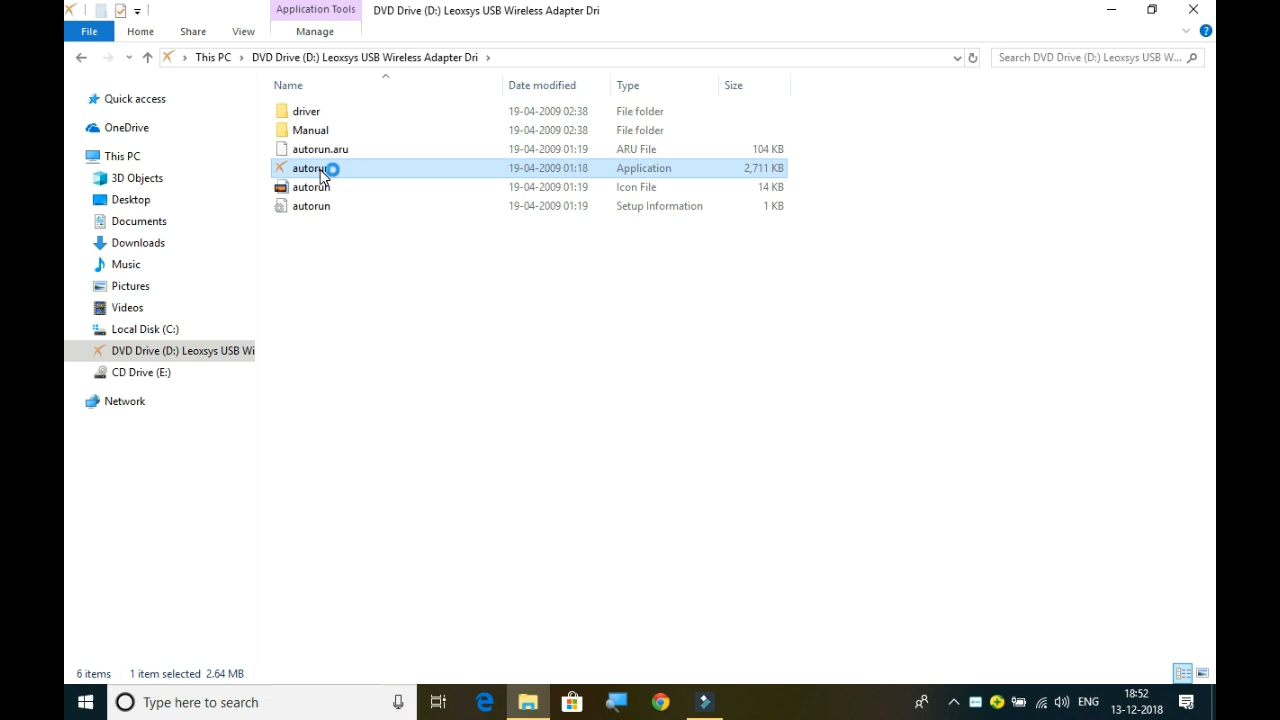 Application Tools
DVD Drive (D:) Leoxsys USB Wireless Adapter Dri
File Home Share View Manage
This PC DVD Drive (D:) Leoxsys USB Wireless Adapter Dri
Search DVD Drive (D:) Leoxsys USB W...
Name Date modified Type Size
driver 19-04-2009 02:38 File folder
Manual 19-04-2009 02:38 File folder
autorun.aru 19-04-2009 01:19 ARU File 104 KB
autorun 19-04-2009 01:18 Application 2,711 KB
autorun 19-04-2009 01:19 Icon File 14 KB
autorun 19-04-2009 01:19 Setup Information 1 KB
Quick access
OneDrive
This PC
3D Objects
Desktop
Documents
Downloads
Music
Pictures
Videos
Local Disk (C:)
DVD Drive (D:) Leoxsys USB Wi
CD Drive (E:)
Network
6 items 1 item selected 2.64 MB
Type here to search
ENG
18:52
13-12-2018